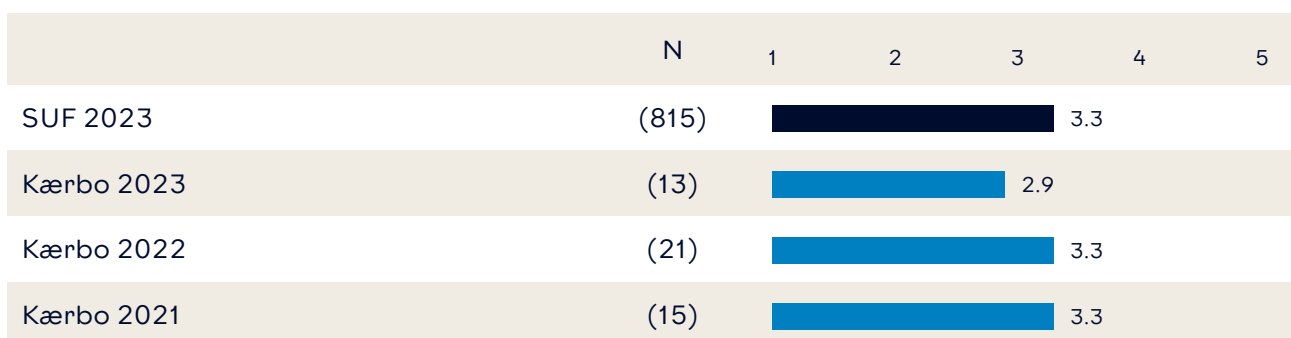 N 1 2 3 4 5
SUF 2023 (815) 3.3
Kærbo 2023 (13) 2.9
Kærbo 2022 (21) 3.3
Kærbo 2021 (15) 3.3